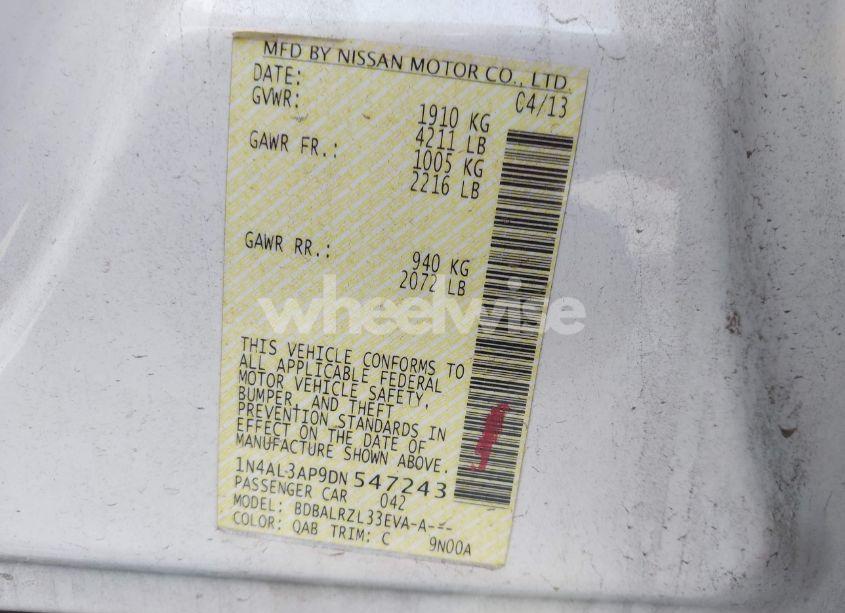 MFD BY NISSAN MOTOR CO., LTD.
DATE: 04/13
GVWR: 1910 KG
4211 LB
GAWR FR.: 1005 KG
2216 LB
GAWR RR.: 940 KG
2072 LB
wheelwise
THIS VEHICLE CONFORMS TO
ALL APPLICABLE FEDERAL
MOTOR VEHICLE SAFETY,
BUMPER, AND THEFT
PREVENTION STANDARDS IN
EFFECT ON THE DATE OF
MANUFACTURE SHOWN ABOVE.
1N4AL3AP9DN547243
PASSENGER CAR 042
MODEL: BDBALRZL33EVA-A---
COLOR: QAB TRIM: C 9N00A